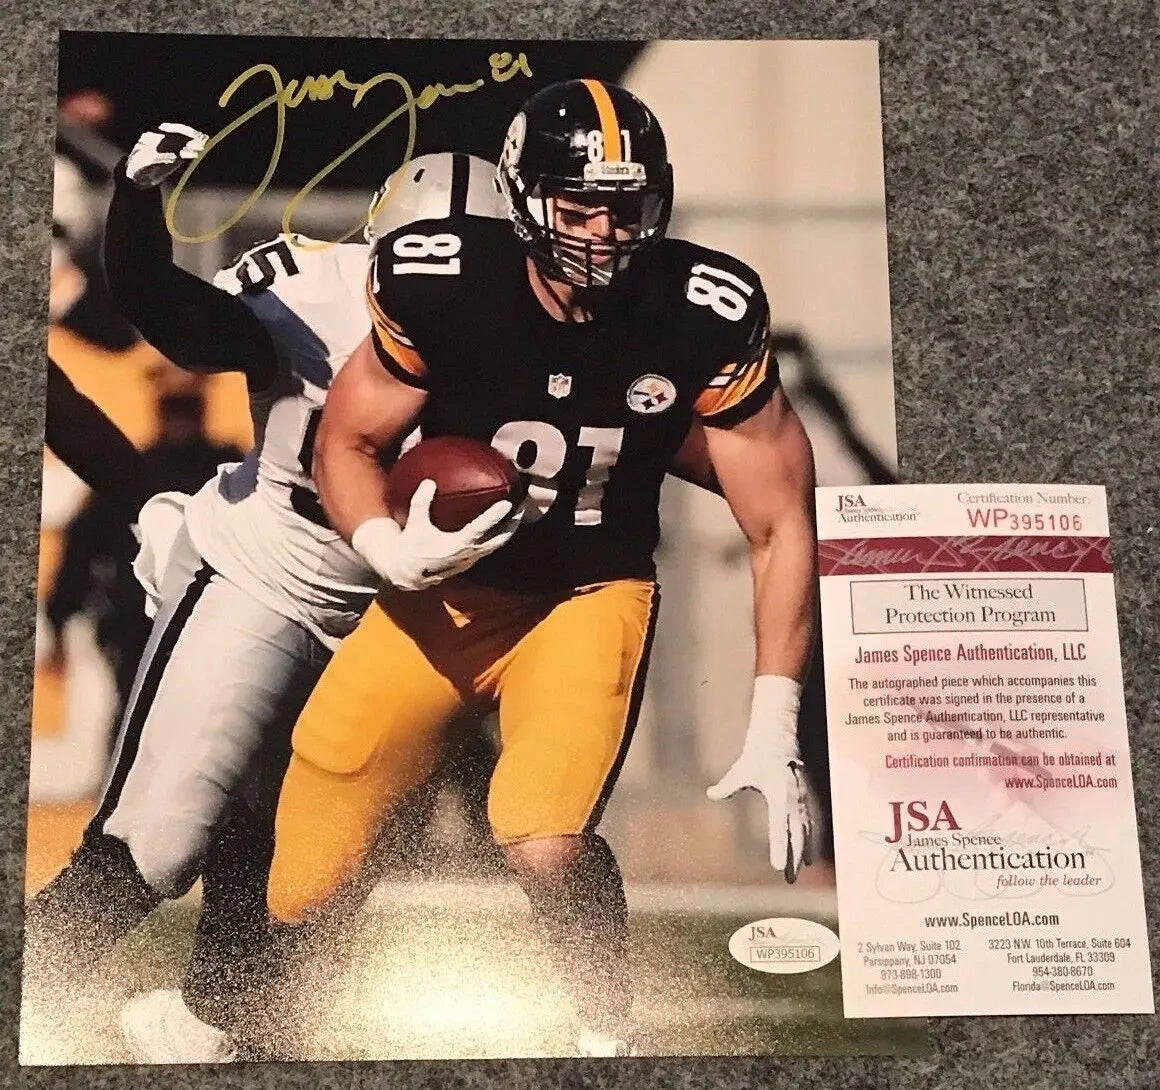 Jesse James 81
81
Steelers
81
81
81
JSA
Authentication
Certification Number:
WP395106
The Witnessed
Protection Program
James Spence Authentication, LLC
The autographed piece which accompanies this
certificate was signed in the presence of a
James Spence Authentication, LLC representative
and is guaranteed to be authentic.
Certification confirmation can be obtained at
www.SpenceLOA.com
JSA
James Spence
Authentication
follow the leader
www.SpenceLOA.com
2 Sylvan Way, Suite 102
Parsippany, NJ 07054
973-898-1300
Info@SpenceLOA.com
3223 N.W. 10th Terrace, Suite 604
Fort Lauderdale, FL 33309
954-380-8670
Florida@SpenceLOA.com
JSA
WP395106